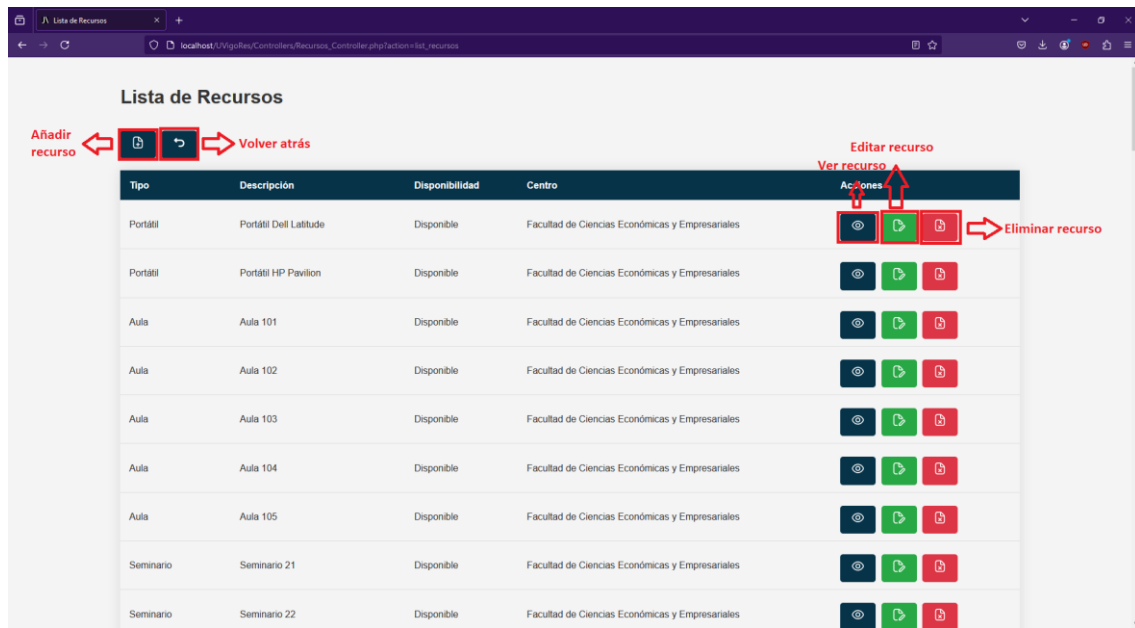 Lista de Recursos
localhost/UVigoRes/Controllers/Recursos_Controller.php?action=list_recursos
Lista de Recursos
Añadir
recurso
Volver atrás
Editar recurso
Ver recurso
Tipo Descripción Disponibilidad Centro Acciones
Portátil Portátil Dell Latitude Disponible Facultad de Ciencias Económicas y Empresariales
Eliminar recurso
Portátil Portátil HP Pavilion Disponible Facultad de Ciencias Económicas y Empresariales
Aula Aula 101 Disponible Facultad de Ciencias Económicas y Empresariales
Aula Aula 102 Disponible Facultad de Ciencias Económicas y Empresariales
Aula Aula 103 Disponible Facultad de Ciencias Económicas y Empresariales
Aula Aula 104 Disponible Facultad de Ciencias Económicas y Empresariales
Aula Aula 105 Disponible Facultad de Ciencias Económicas y Empresariales
Seminario Seminario 21 Disponible Facultad de Ciencias Económicas y Empresariales
Seminario Seminario 22 Disponible Facultad de Ciencias Económicas y Empresariales